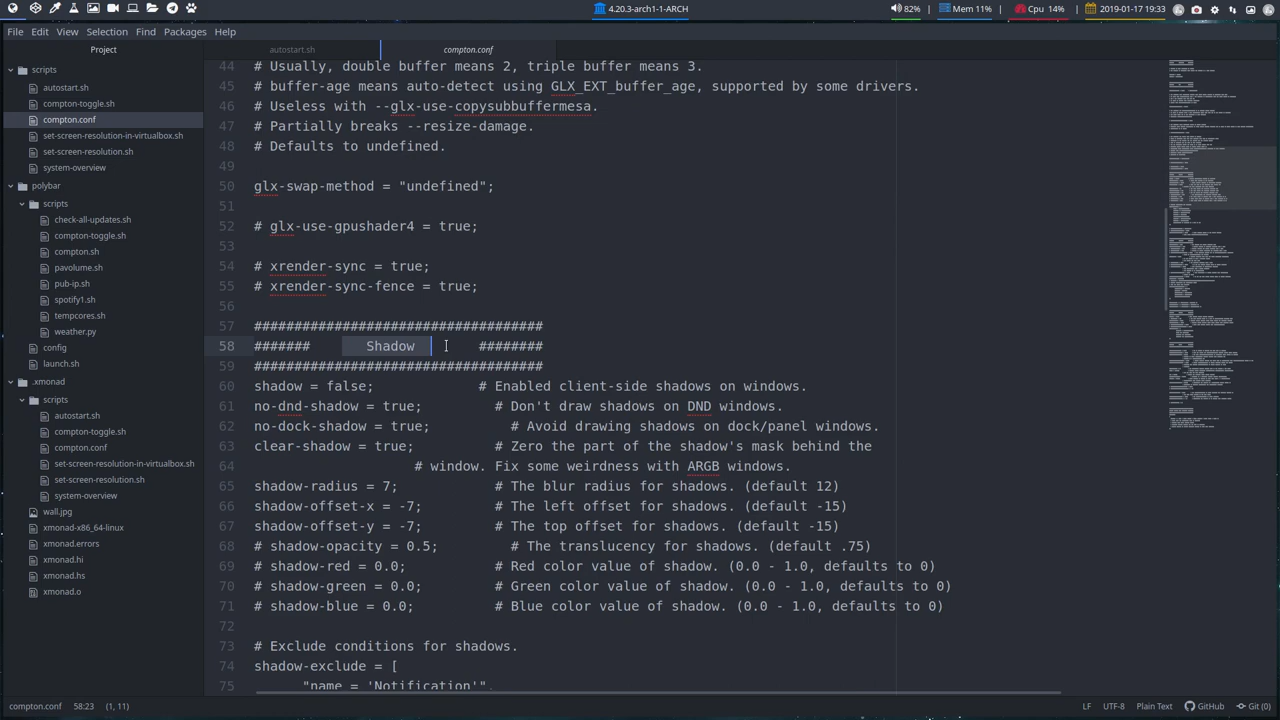 4.20.3-arch1-1-ARCH
82%
Mem 11%
Cpu 14%
2019-01-17 19:33
File Edit View Selection Find Packages Help
Project
scripts
autostart.sh
compton-toggle.sh
compton.conf
set-screen-resolution-in-virtualbox.sh
set-screen-resolution.sh
system-overview
polybar
scripts
check-all-updates.sh
compton-toggle.sh
compton.sh
pavolume.sh
pub-ip.sh
spotify1.sh
tempcores.sh
weather.py
config
launch.sh
.xmonad
scripts
autostart.sh
compton-toggle.sh
compton.conf
set-screen-resolution-in-virtualbox.sh
set-screen-resolution.sh
system-overview
wall.jpg
xmonad-x86_64-linux
xmonad.errors
xmonad.hi
xmonad.hs
xmonad.o
autostart.sh
compton.conf
44 # Usually, double buffer means 2, triple buffer means 3.
45 # buffer-age means auto-detect using GLX_EXT_buffer_age, supported by some drivers.
46 # Useless with --glx-use-copysubbuffermesa.
47 # Partially breaks --resize-damage.
48 # Defaults to undefined.
49
50 glx-swap-method = "undefined";
51
52 # glx-use-gpushader4 = true;
53
54 # xrender-sync = true;
55 # xrender-sync-fence = true;
56
57 ####################################
58 ####### Shadow ######
59 ####################################
60 shadow = true; # Enabled client-side shadows on windows.
61 no-dnd-shadow = true; # Don't draw shadows on DND windows.
62 no-dock-shadow = true; # Avoid drawing shadows on dock/panel windows.
63 clear-shadow = true; # Zero the part of the shadow's mask behind the
64 # window. Fix some weirdness with ARGB windows.
65 shadow-radius = 7; # The blur radius for shadows. (default 12)
66 shadow-offset-x = -7; # The left offset for shadows. (default -15)
67 shadow-offset-y = -7; # The top offset for shadows. (default -15)
68 # shadow-opacity = 0.5; # The translucency for shadows. (default .75)
69 # shadow-red = 0.0; # Red color value of shadow. (0.0 - 1.0, defaults to 0)
70 # shadow-green = 0.0; # Green color value of shadow. (0.0 - 1.0, defaults to 0)
71 # shadow-blue = 0.0; # Blue color value of shadow. (0.0 - 1.0, defaults to 0)
72
73 # Exclude conditions for shadows.
74 shadow-exclude = [
75 "name = 'Notification'",
compton.conf 58:23 (1, 11)
LF UTF-8 Plain Text GitHub Git (0)